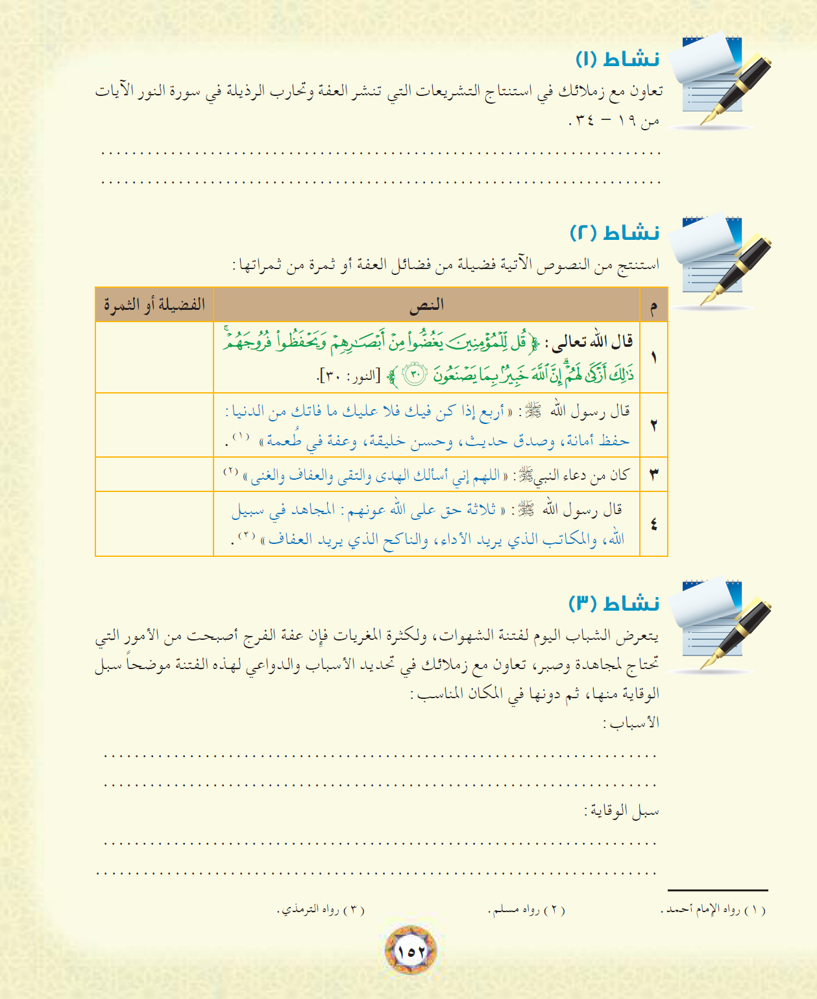 نشاط (١)
تعاون مع زملائك في استنتاج التشريعات التي تنشر العفة وتحارب الرذيلة في سورة النور الآيات
من ١٩ – ٣٤ .
نشاط (٢)
استنتج من النصوص الآتية فضيلة من فضائل العفة أو ثمرة من ثمراتها:
م النص الفضيلة أو الثمرة
١ قال الله تعالى: ﴿ قُل لِّلْمُؤْمِنِينَ يَغُضُّوا۟ مِنْ أَبْصَـٰرِهِمْ وَيَحْفَظُوا۟ فُرُوجَهُمْ ۚ
ذَٰلِكَ أَزْكَىٰ لَهُمْ ۗ إِنَّ ٱللَّهَ خَبِيرٌۢ بِمَا يَصْنَعُونَ ٣٠ ﴾ [النور: ٣٠].
٢ قال رسول الله ﷺ: « أربع إذا كن فيك فلا عليك ما فاتك من الدنيا:
حفظ أمانة، وصدق حديث، وحسن خليقة، وعفة في طُعمة » (١) .
٣ كان من دعاء النبي ﷺ: « اللهم إني أسألك الهدى والتقى والعفاف والغنى » (٢)
٤ قال رسول الله ﷺ: « ثلاثة حق على الله عونهم: المجاهد في سبيل
الله، والمكاتب الذي يريد الأداء، والناكح الذي يريد العفاف » (٣) .
نشاط (٣)
يتعرض الشباب اليوم لفتنة الشهوات، ولكثرة المغريات فإن عفة الفرج أصبحت من الأمور التي
تحتاج لمجاهدة وصبر، تعاون مع زملائك في تحديد الأسباب والدواعي لهذه الفتنة موضحاً سبل
الوقاية منها، ثم دونها في المكان المناسب:
الأسباب:
سبل الوقاية:
(١) رواه الإمام أحمد. (٢) رواه مسلم. (٣) رواه الترمذي.
١٥٢